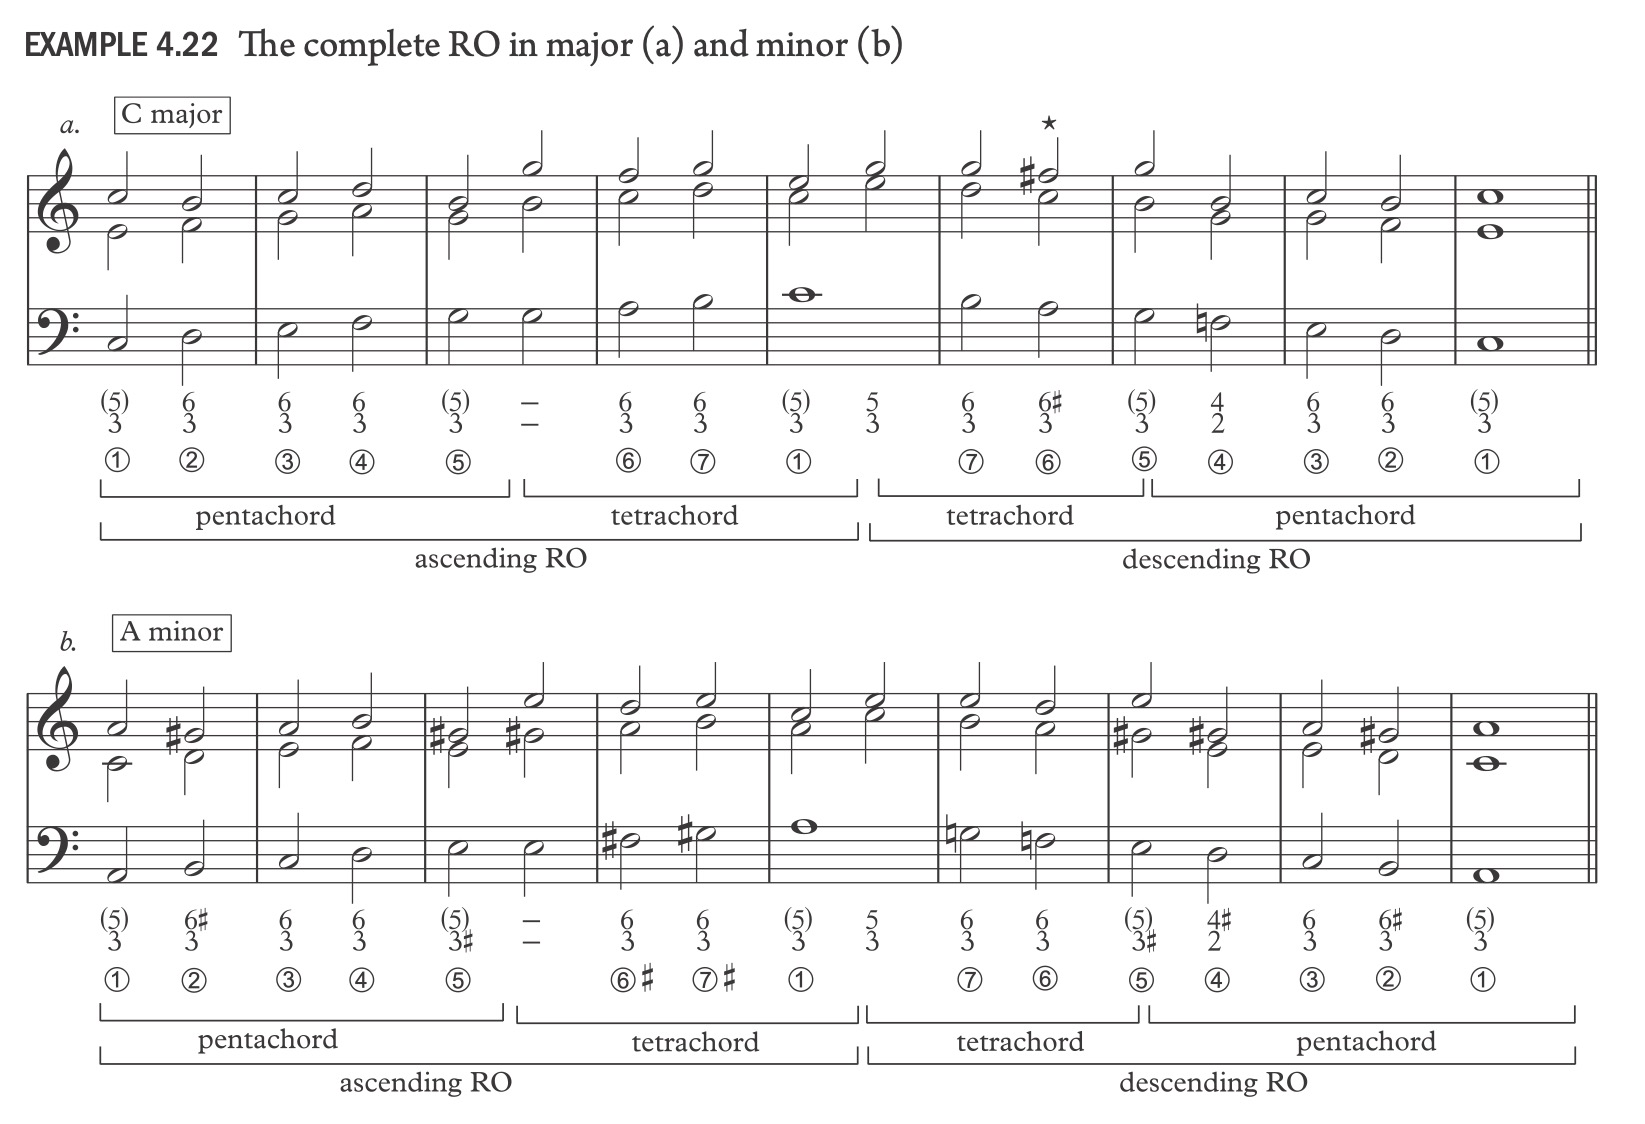 EXAMPLE 4.22 The complete RO in major (a) and minor (b)
a. C major
★
(5) 6 6 6 (5) – 6 6 (5) 5 6 6♯ (5) 4 6 6 (5)
3 3 3 3 3 – 3 3 3 3 3 3 3 2 3 3 3
① ② ③ ④ ⑤ ⑥ ⑦ ① ⑦ ⑥ ⑤ ④ ③ ② ①
pentachord tetrachord tetrachord pentachord
ascending RO descending RO
b. A minor
(5) 6♯ 6 6 (5) – 6 6 (5) 5 6 6 (5) 4♯ 6 6♯ (5)
3 3 3 3 3♯ – 3 3 3 3 3 3 3♯ 2 3 3 3
① ② ③ ④ ⑤ ⑥♯ ⑦♯ ① ⑦ ⑥ ⑤ ④ ③ ② ①
pentachord tetrachord tetrachord pentachord
ascending RO descending RO